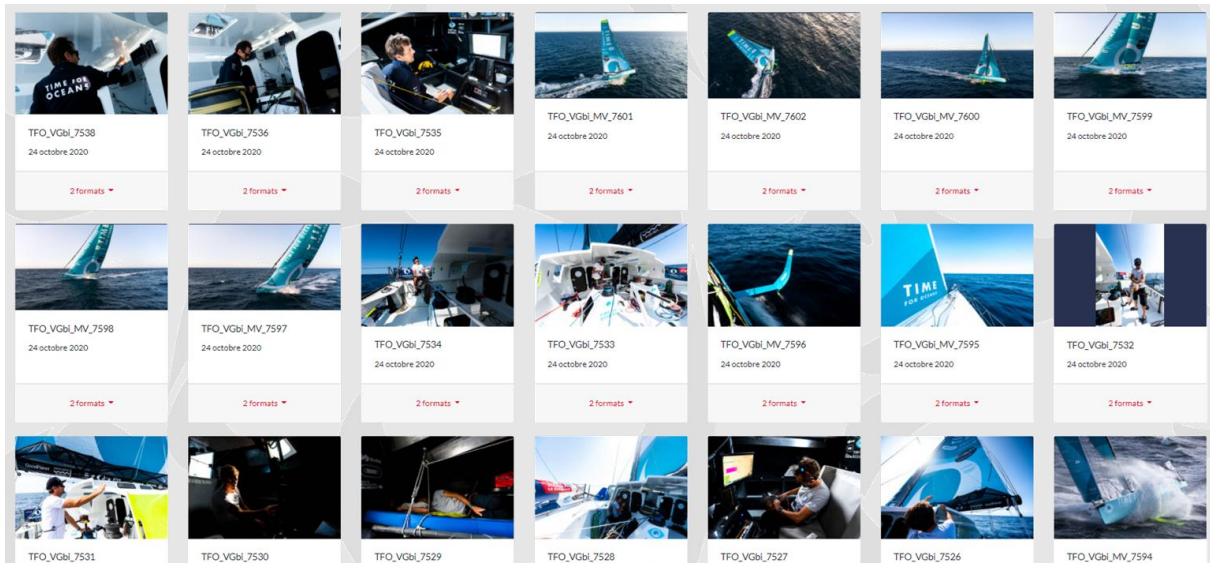 TIME FOR
OCEANS
TFO_VGbi_7538
24 octobre 2020
2 formats
TFO_VGbi_7536
24 octobre 2020
2 formats
TFO_VGbi_7535
24 octobre 2020
2 formats
TFO_VGbi_MV_7601
24 octobre 2020
2 formats
TFO_VGbi_MV_7602
24 octobre 2020
2 formats
TFO_VGbi_MV_7600
24 octobre 2020
2 formats
TFO_VGbi_MV_7599
24 octobre 2020
2 formats
TFO_VGbi_MV_7598
24 octobre 2020
2 formats
TFO_VGbi_MV_7597
24 octobre 2020
2 formats
TFO_VGbi_7534
24 octobre 2020
2 formats
TFO_VGbi_7533
24 octobre 2020
2 formats
TFO_VGbi_MV_7596
24 octobre 2020
2 formats
TIME
FOR OCEANS
TFO_VGbi_MV_7595
24 octobre 2020
2 formats
TFO_VGbi_7532
24 octobre 2020
2 formats
GoodPlanet
TFO_VGbi_7531
TFO_VGbi_7530
TFO_VGbi_7529
TFO_VGbi_7528
TFO_VGbi_7527
TFO_VGbi_7526
TFO_VGbi_MV_7594